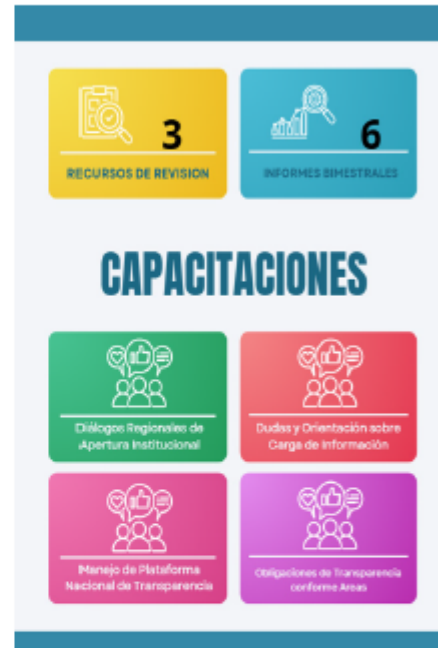 3
RECURSOS DE REVISION
6
INFORMES BIMESTRALES
CAPACITACIONES
Diálogos Regionales de
Apertura Institucional
Dudas y Orientación sobre
Carga de Información
Manejo de Plataforma
Nacional de Transparencia
Obligaciones de Transparencia
conforme Areas